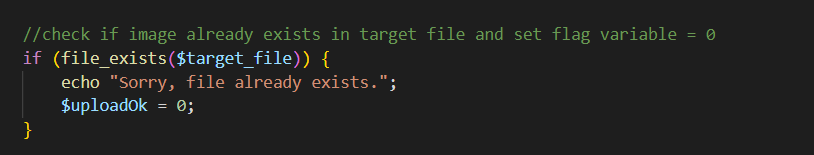 //check if image already exists in target file and set flag variable = 0
if (file_exists($target_file)) {
    echo "Sorry, file already exists.";
    $uploadOk = 0;
}